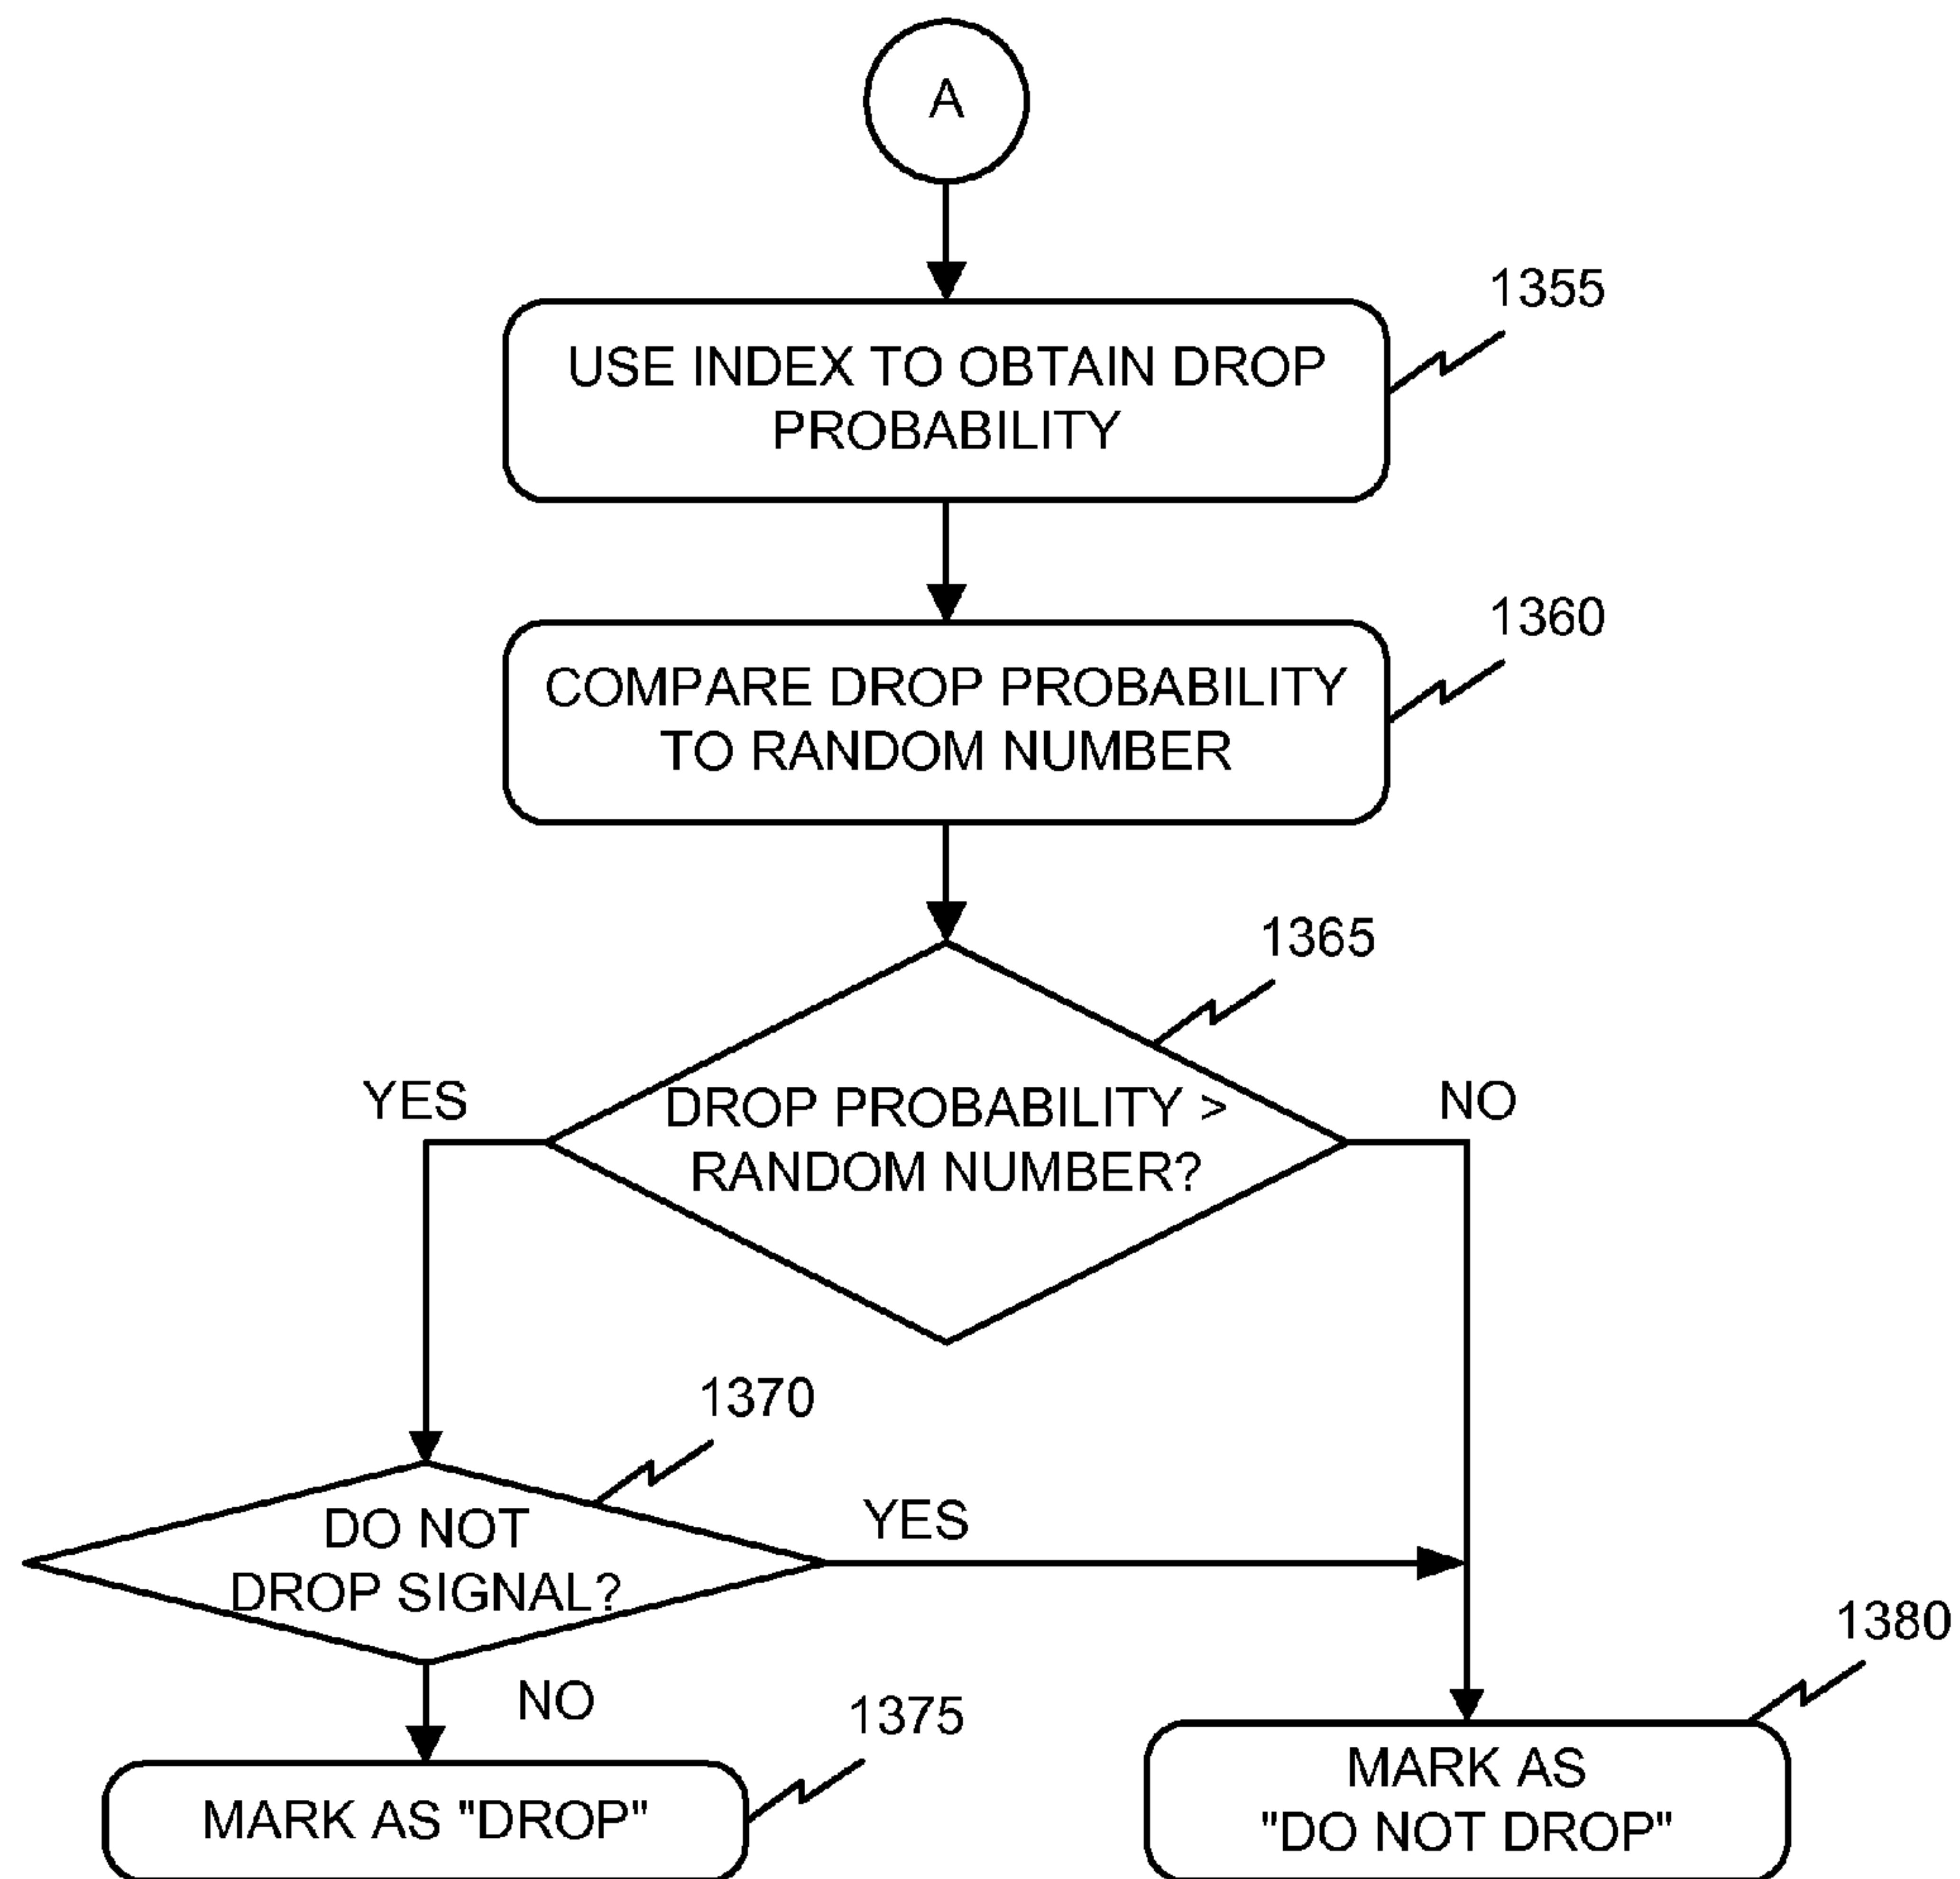 A
1355
USE INDEX TO OBTAIN DROP
PROBABILITY
1360
COMPARE DROP PROBABILITY
TO RANDOM NUMBER
1365
YES
DROP PROBABILITY >
RANDOM NUMBER?
NO
1370
DO NOT
DROP SIGNAL?
YES
NO
1375
MARK AS "DROP"
1380
MARK AS
"DO NOT DROP"